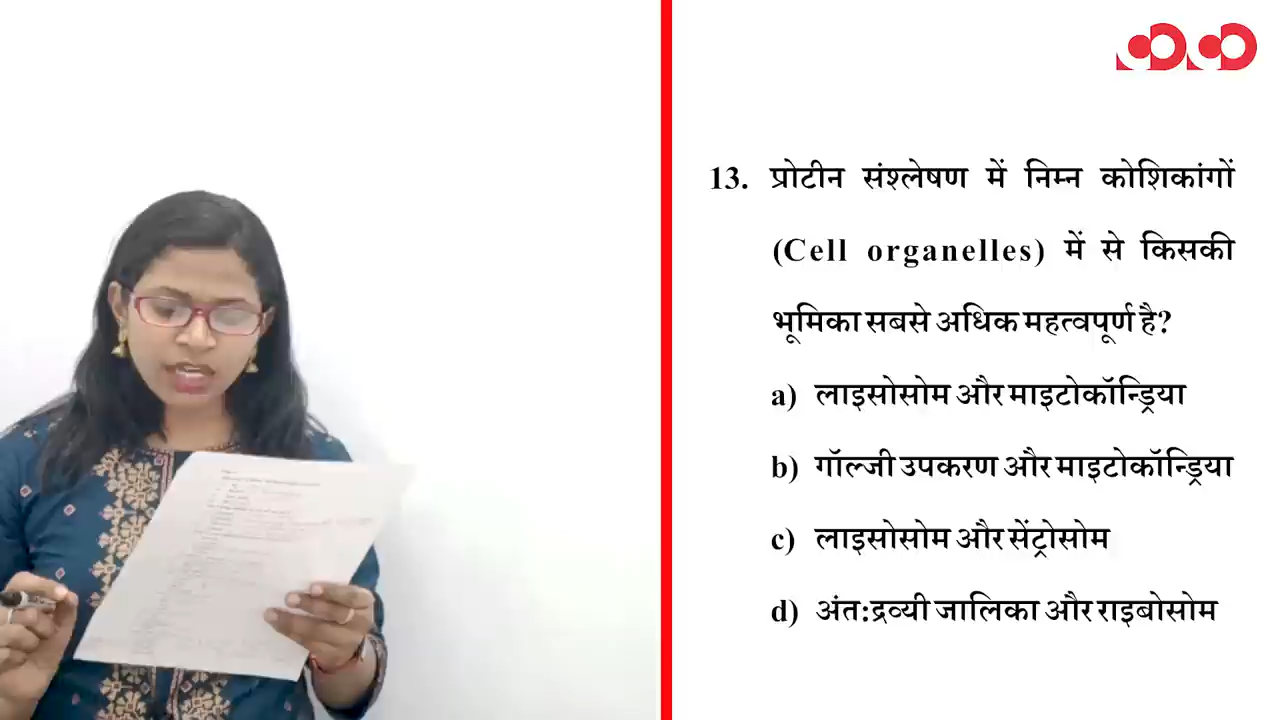 13. प्रोटीन संश्लेषण में निम्न कोशिकांगों
(Cell organelles) में से किसकी
भूमिका सबसे अधिक महत्वपूर्ण है?
a) लाइसोसोम और माइटोकॉन्ड्रिया
b) गॉल्जी उपकरण और माइटोकॉन्ड्रिया
c) लाइसोसोम और सेंट्रोसोम
d) अंत:द्रव्यी जालिका और राइबोसोम